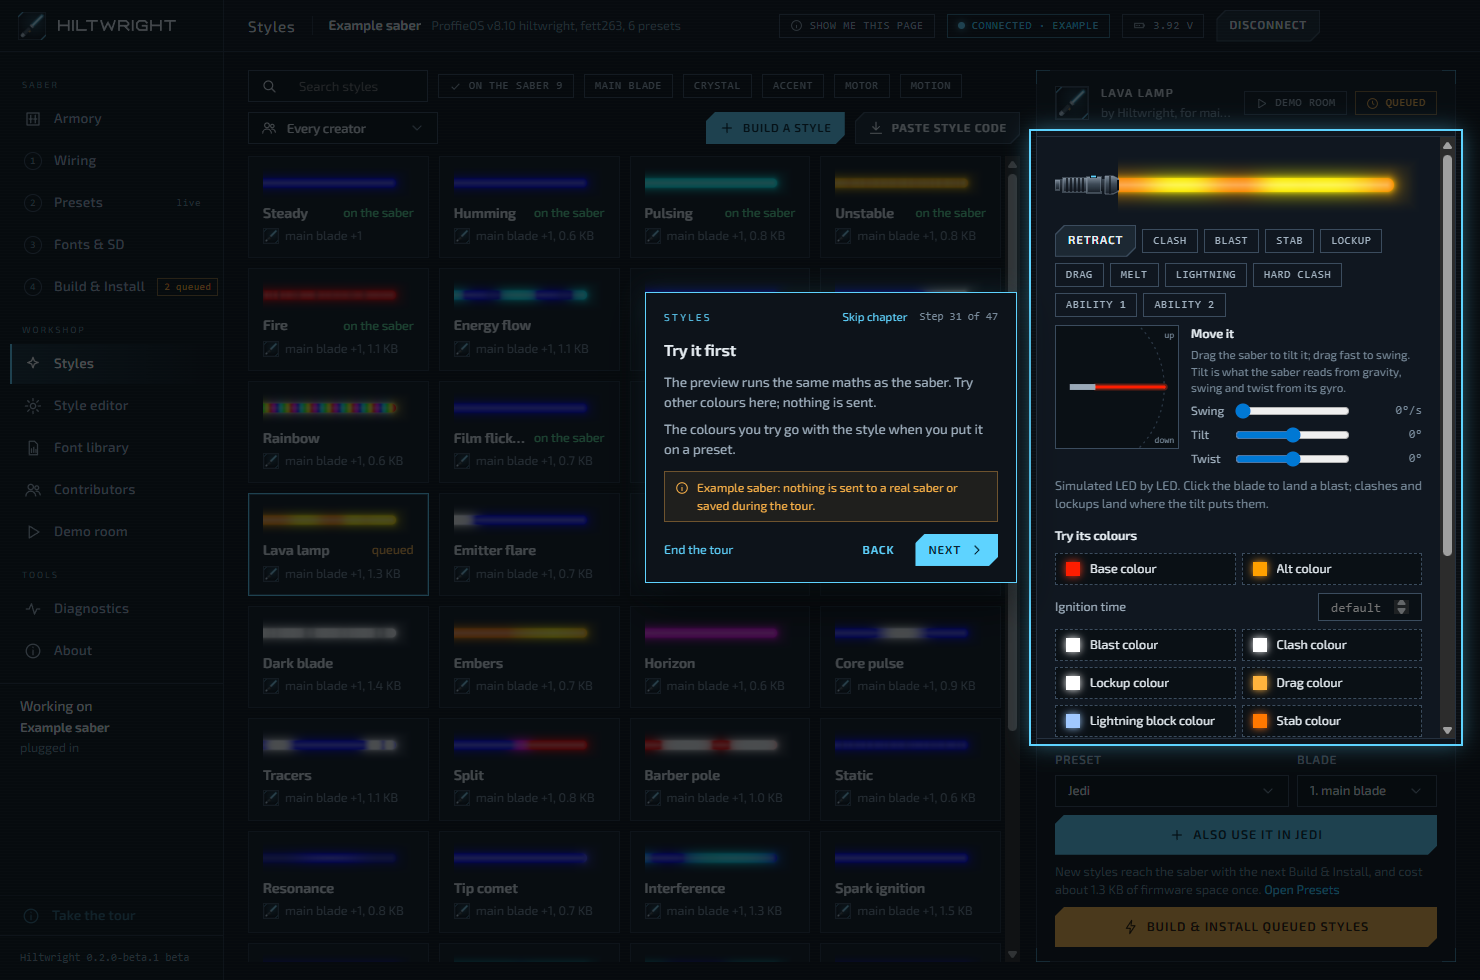 HILTWRIGHT
Styles
Example saber
ProffieOS v8.10 hiltwright, fett263, 6 presets
SHOW ME THIS PAGE
CONNECTED · EXAMPLE
3.92 V
DISCONNECT
SABER
Armory
1 Wiring
2 Presets live
3 Fonts & SD
4 Build & Install 2 queued
WORKSHOP
Styles
Style editor
Font library
Contributors
Demo room
TOOLS
Diagnostics
About
Working on
Example saber
plugged in
Take the tour
Hiltwright 0.2.0-beta.1 beta
Search styles
ON THE SABER 9
MAIN BLADE
CRYSTAL
ACCENT
MOTOR
MOTION
Every creator
BUILD A STYLE
PASTE STYLE CODE
Steady on the saber
main blade +1
Humming on the saber
main blade +1, 0.6 KB
Pulsing on the saber
main blade +1, 0.8 KB
Unstable on the saber
main blade +1, 0.8 KB
Fire on the saber
main blade +1, 1.1 KB
Energy flow
main blade +1, 1.1 KB
Rainbow
main blade +1, 0.6 KB
Film flick... on the saber
main blade +1, 0.7 KB
Lava lamp queued
main blade +1, 1.3 KB
Emitter flare
main blade +1, 0.7 KB
Dark blade
main blade +1, 1.4 KB
Embers
main blade +1, 0.7 KB
Horizon
main blade +1, 0.6 KB
Core pulse
main blade +1, 0.9 KB
Tracers
main blade +1, 1.1 KB
Split
main blade +1, 0.8 KB
Barber pole
main blade +1, 1.0 KB
Static
main blade +1, 0.6 KB
Resonance
main blade +1, 0.8 KB
Tip comet
main blade +1, 0.7 KB
Interference
main blade +1, 1.3 KB
Spark ignition
main blade +1, 1.5 KB
STYLES
Skip chapter
Step 31 of 47
Try it first
The preview runs the same maths as the saber. Try
other colours here; nothing is sent.
The colours you try go with the style when you put it
on a preset.
Example saber: nothing is sent to a real saber or
saved during the tour.
End the tour
BACK
NEXT
LAVA LAMP
by Hiltwright, for mai...
DEMO ROOM
QUEUED
RETRACT
CLASH
BLAST
STAB
LOCKUP
DRAG
MELT
LIGHTNING
HARD CLASH
ABILITY 1
ABILITY 2
up
down
Move it
Drag the saber to tilt it; drag fast to swing.
Tilt is what the saber reads from gravity,
swing and twist from its gyro.
Swing 0°/s
Tilt 0°
Twist 0°
Simulated LED by LED. Click the blade to land a blast; clashes and
lockups land where the tilt puts them.
Try its colours
Base colour
Alt colour
Ignition time
default
Blast colour
Clash colour
Lockup colour
Drag colour
Lightning block colour
Stab colour
PRESET
BLADE
Jedi
1. main blade
ALSO USE IT IN JEDI
New styles reach the saber with the next Build & Install, and cost
about 1.3 KB of firmware space once. Open Presets
BUILD & INSTALL QUEUED STYLES